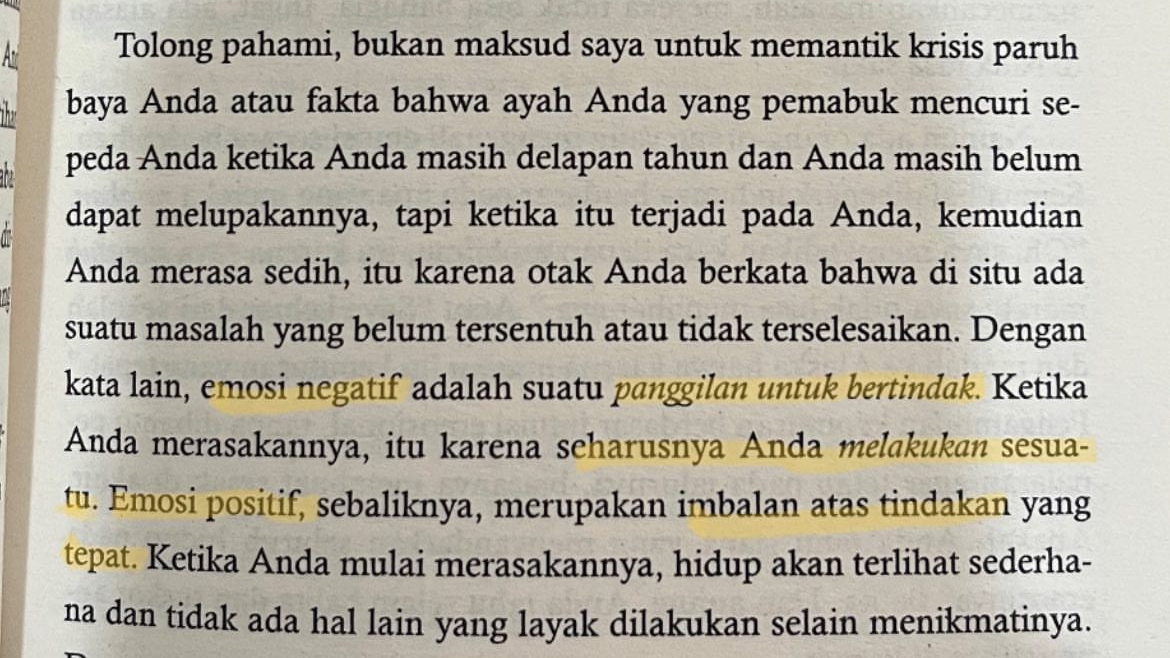 Tolong pahami, bukan maksud saya untuk memantik krisis paruh
baya Anda atau fakta bahwa ayah Anda yang pemabuk mencuri se-
peda Anda ketika Anda masih delapan tahun dan Anda masih belum
dapat melupakannya, tapi ketika itu terjadi pada Anda, kemudian
Anda merasa sedih, itu karena otak Anda berkata bahwa di situ ada
suatu masalah yang belum tersentuh atau tidak terselesaikan. Dengan
kata lain, emosi negatif adalah suatu panggilan untuk bertindak. Ketika
Anda merasakannya, itu karena seharusnya Anda melakukan sesua-
tu. Emosi positif, sebaliknya, merupakan imbalan atas tindakan yang
tepat. Ketika Anda mulai merasakannya, hidup akan terlihat sederha-
na dan tidak ada hal lain yang layak dilakukan selain menikmatinya.